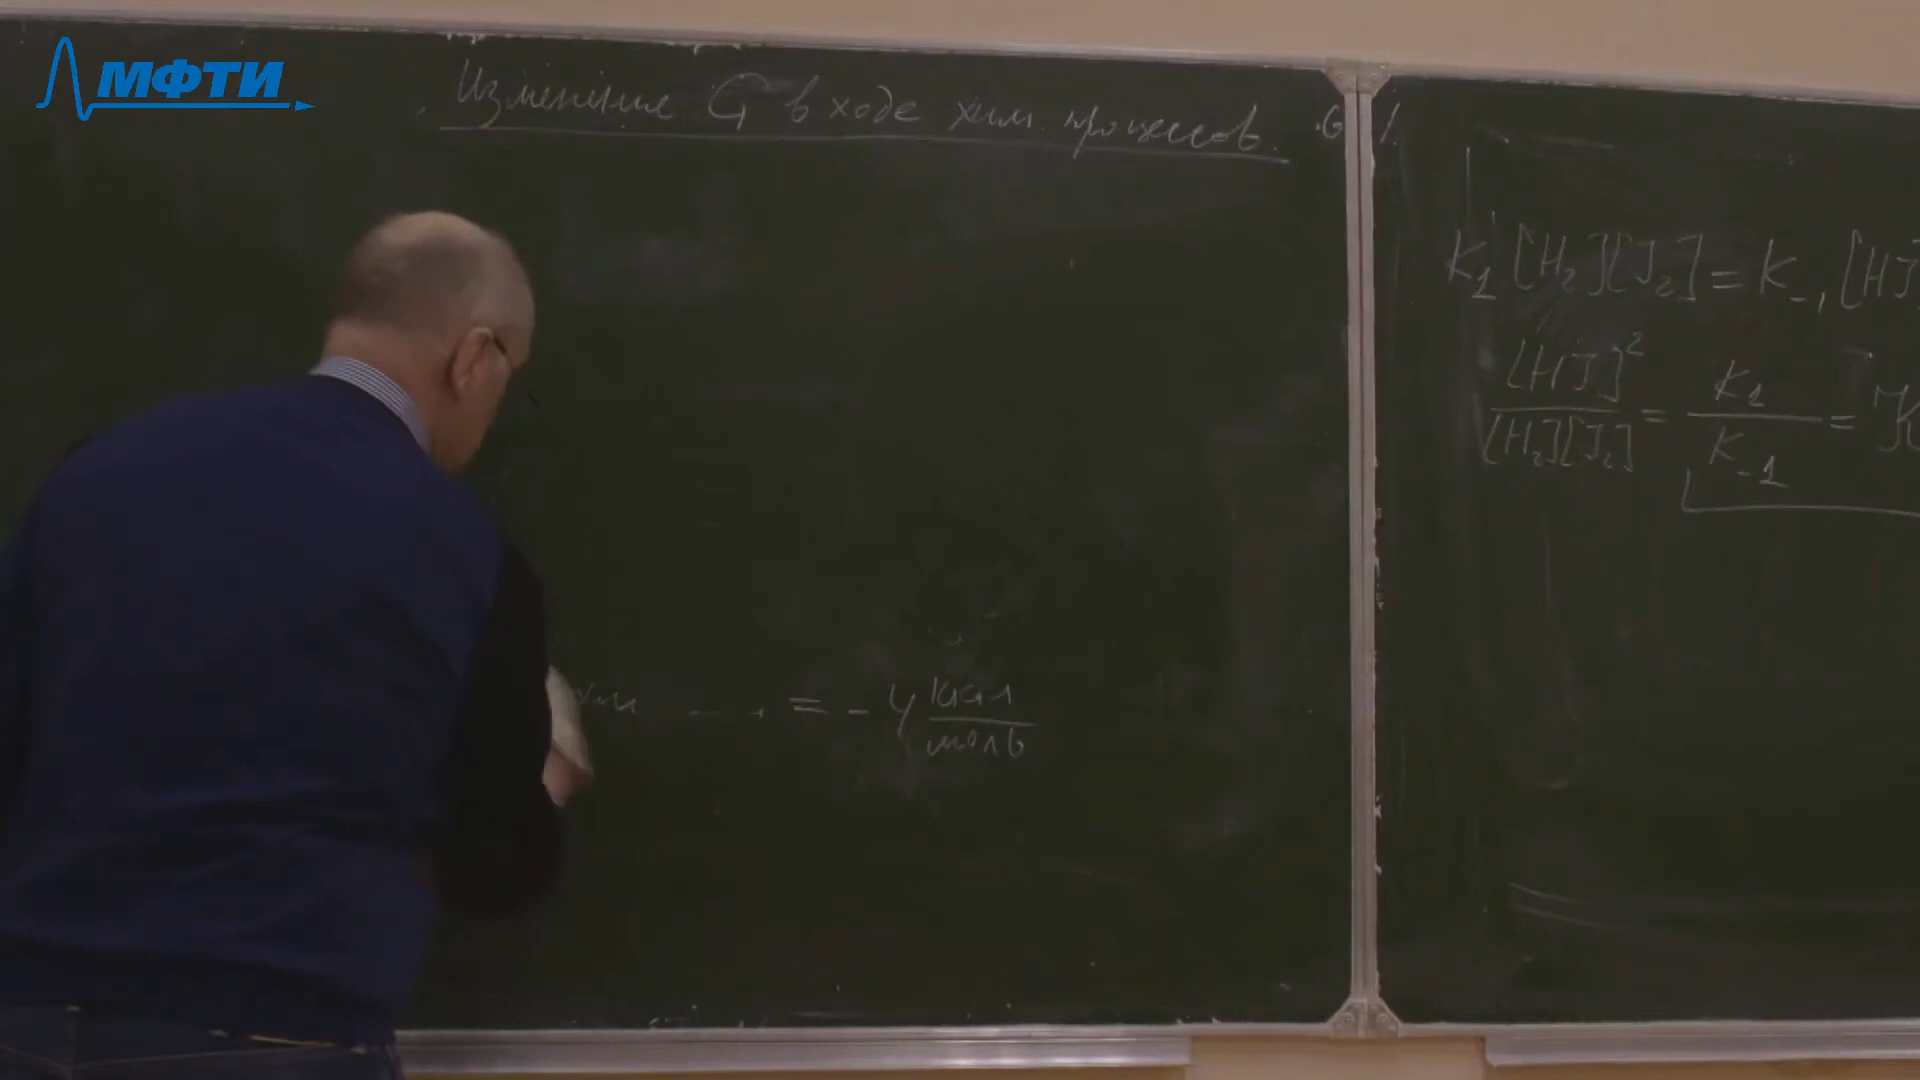 МФТИ
Изменение G в ходе хим. процессов.
= - 4 ккал/моль
K₁ [H₂][J₂] = K₋₁ [HJ
[HJ]² / [H₂][J₂] = K₁ / K₋₁ =